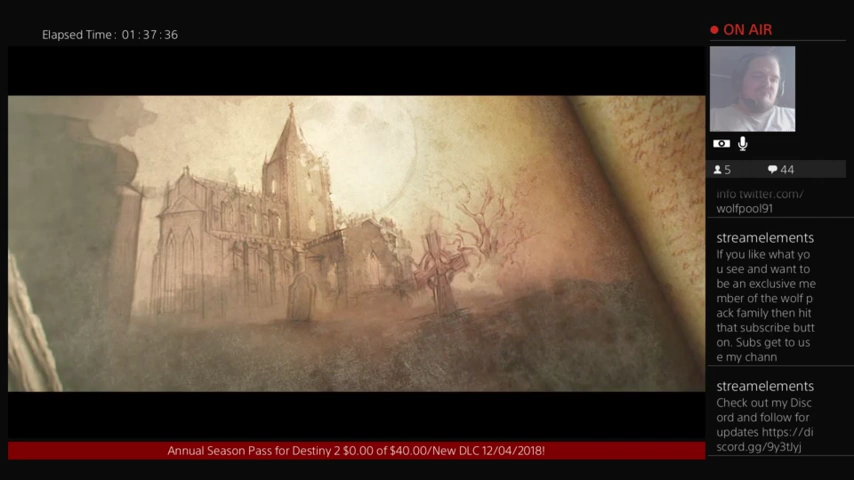 Elapsed Time: 01:37:36
ON AIR
5
44
info twitter.com/
wolfpool91
streamelements
If you like what yo
u see and want to
be an exclusive me
mber of the wolf p
ack family then hit
that subscribe butt
on. Subs get to us
e my chann
streamelements
Check out my Disc
ord and follow for
updates https://di
scord.gg/9y3tJyj
Annual Season Pass for Destiny 2 $0.00 of $40.00/New DLC 12/04/2018!